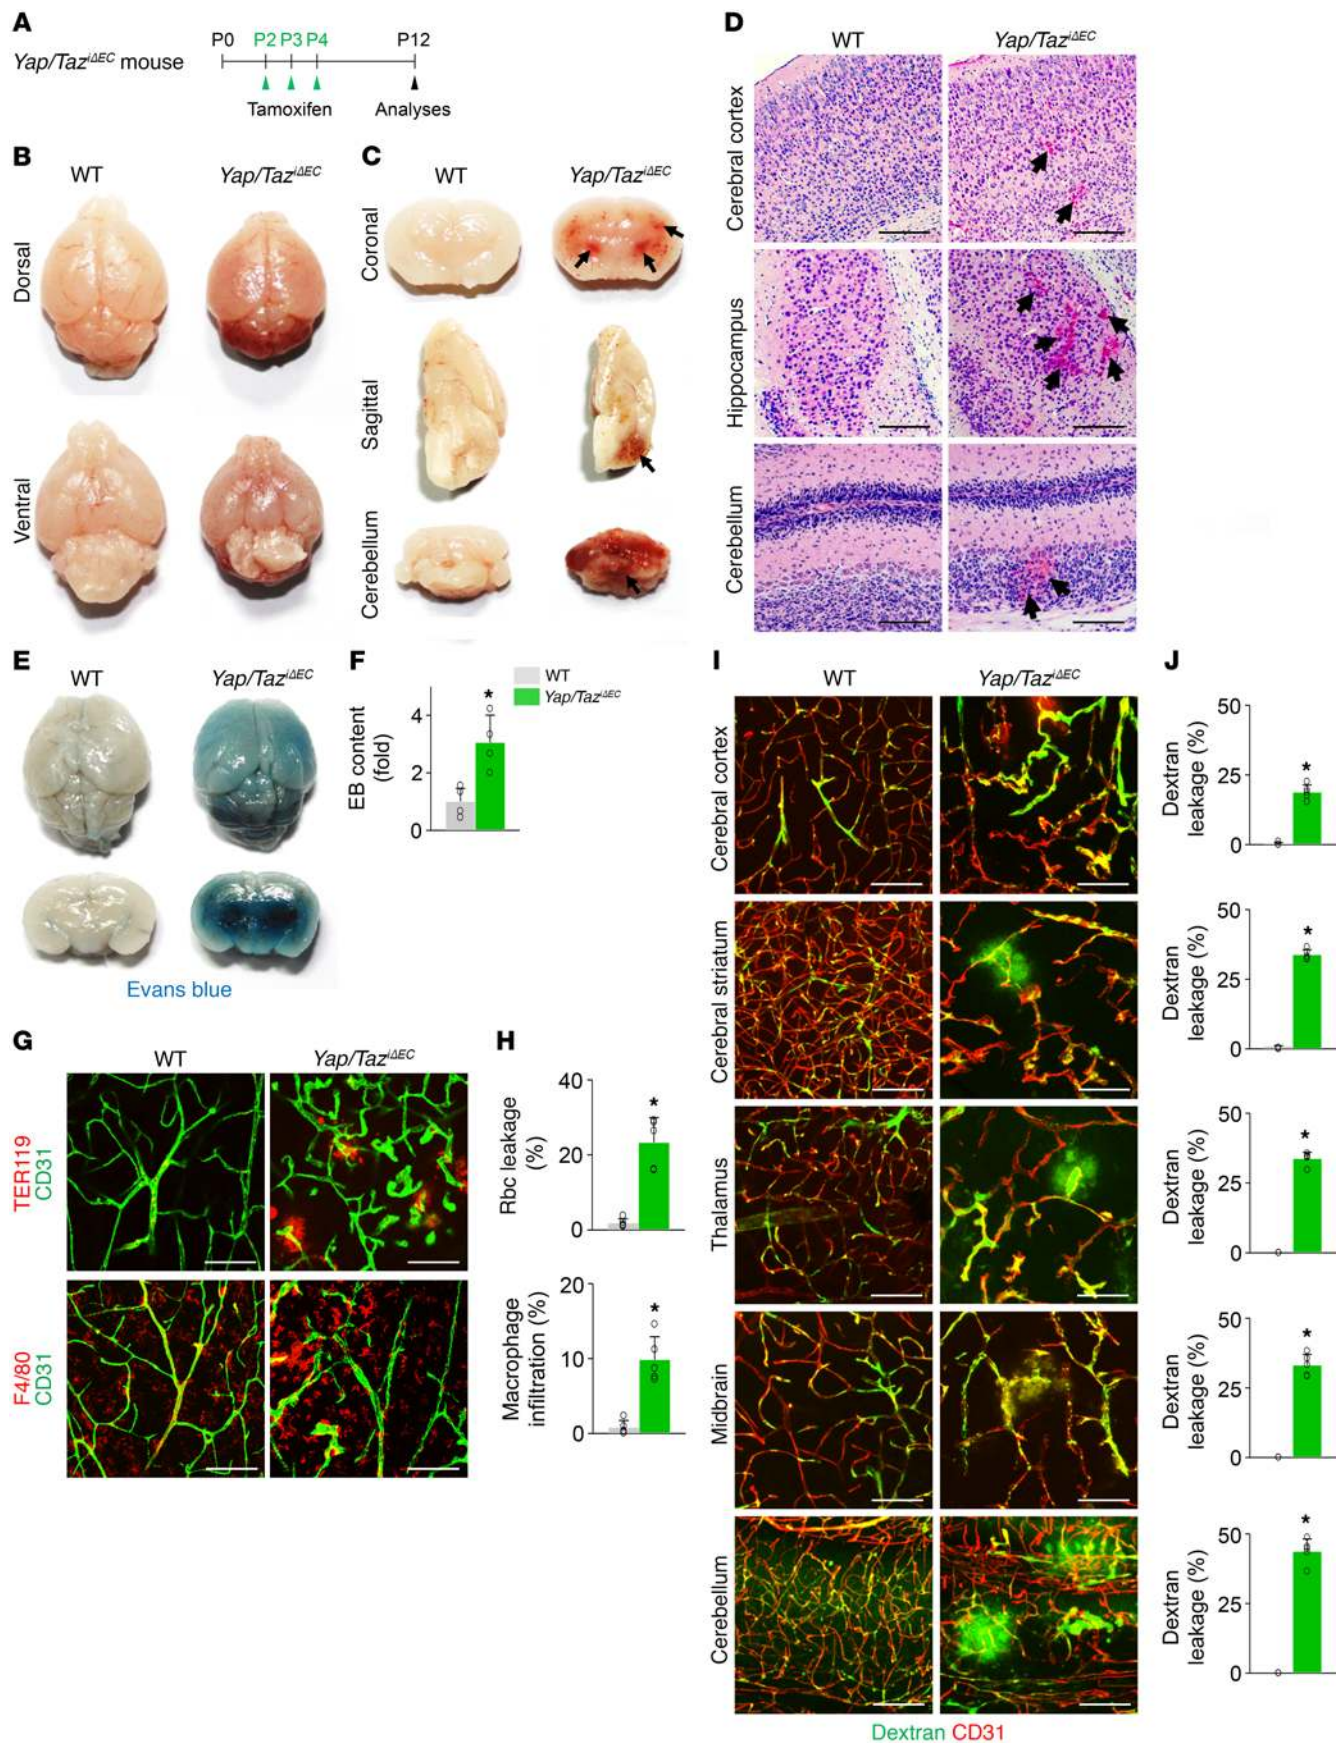 A
P0 P2 P3 P4 P12
Yap/Taz^iΔEC mouse
Tamoxifen Analyses
B
WT Yap/Taz^iΔEC
Dorsal
Ventral
C
WT Yap/Taz^iΔEC
Coronal
Sagittal
Cerebellum
D
WT Yap/Taz^iΔEC
Cerebral cortex
Hippocampus
Cerebellum
E
WT Yap/Taz^iΔEC
Evans blue
F
WT
Yap/Taz^iΔEC
EB content
(fold)
4
2
0
*
G
WT Yap/Taz^iΔEC
TER119
CD31
F4/80
CD31
H
Rbc leakage
(%)
40
20
0
*
Macrophage
infiltration (%)
20
10
0
*
I
WT Yap/Taz^iΔEC
Cerebral cortex
Cerebral striatum
Thalamus
Midbrain
Cerebellum
Dextran CD31
J
Dextran
leakage (%)
50
25
0
*
Dextran
leakage (%)
50
25
0
*
Dextran
leakage (%)
50
25
0
*
Dextran
leakage (%)
50
25
0
*
Dextran
leakage (%)
50
25
0
*